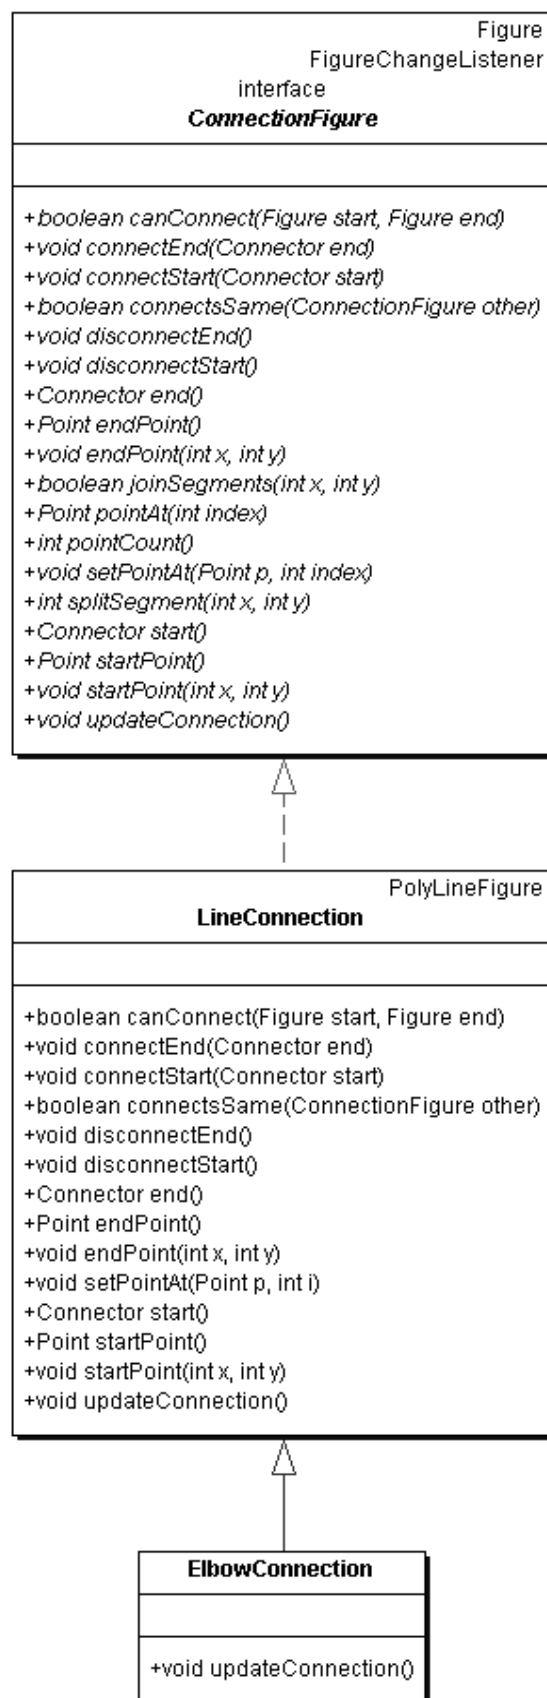 Figure
FigureChangeListener
interface
ConnectionFigure
+boolean canConnect(Figure start, Figure end)
+void connectEnd(Connector end)
+void connectStart(Connector start)
+boolean connectsSame(ConnectionFigure other)
+void disconnectEnd()
+void disconnectStart()
+Connector end()
+Point endPoint()
+void endPoint(int x, int y)
+boolean joinSegments(int x, int y)
+Point pointAt(int index)
+int pointCount()
+void setPointAt(Point p, int index)
+int splitSegment(int x, int y)
+Connector start()
+Point startPoint()
+void startPoint(int x, int y)
+void updateConnection()
PolyLineFigure
LineConnection
+boolean canConnect(Figure start, Figure end)
+void connectEnd(Connector end)
+void connectStart(Connector start)
+boolean connectsSame(ConnectionFigure other)
+void disconnectEnd()
+void disconnectStart()
+Connector end()
+Point endPoint()
+void endPoint(int x, int y)
+void setPointAt(Point p, int i)
+Connector start()
+Point startPoint()
+void startPoint(int x, int y)
+void updateConnection()
ElbowConnection
+void updateConnection()